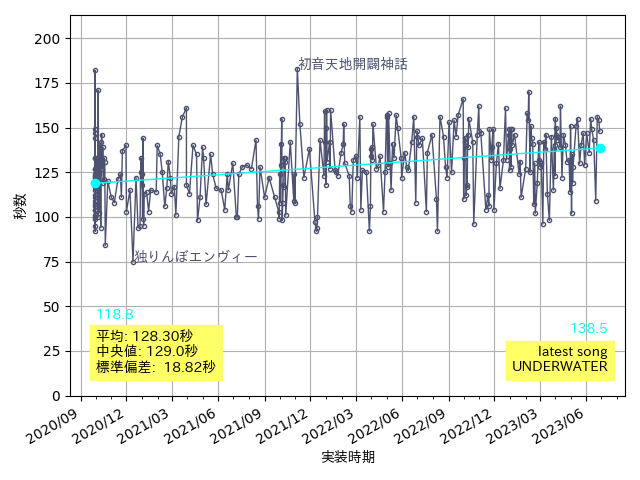 200
175
150
125
100
75
50
25
0
秒数
初音天地開闢神話
独りんぼエンヴィー
118.8
平均: 128.30秒
中央値: 129.0秒
標準偏差: 18.82秒
138.5
latest song
UNDERWATER
2020/09
2020/12
2021/03
2021/06
2021/09
2021/12
2022/03
2022/06
2022/09
2022/12
2023/03
2023/06
実装時期